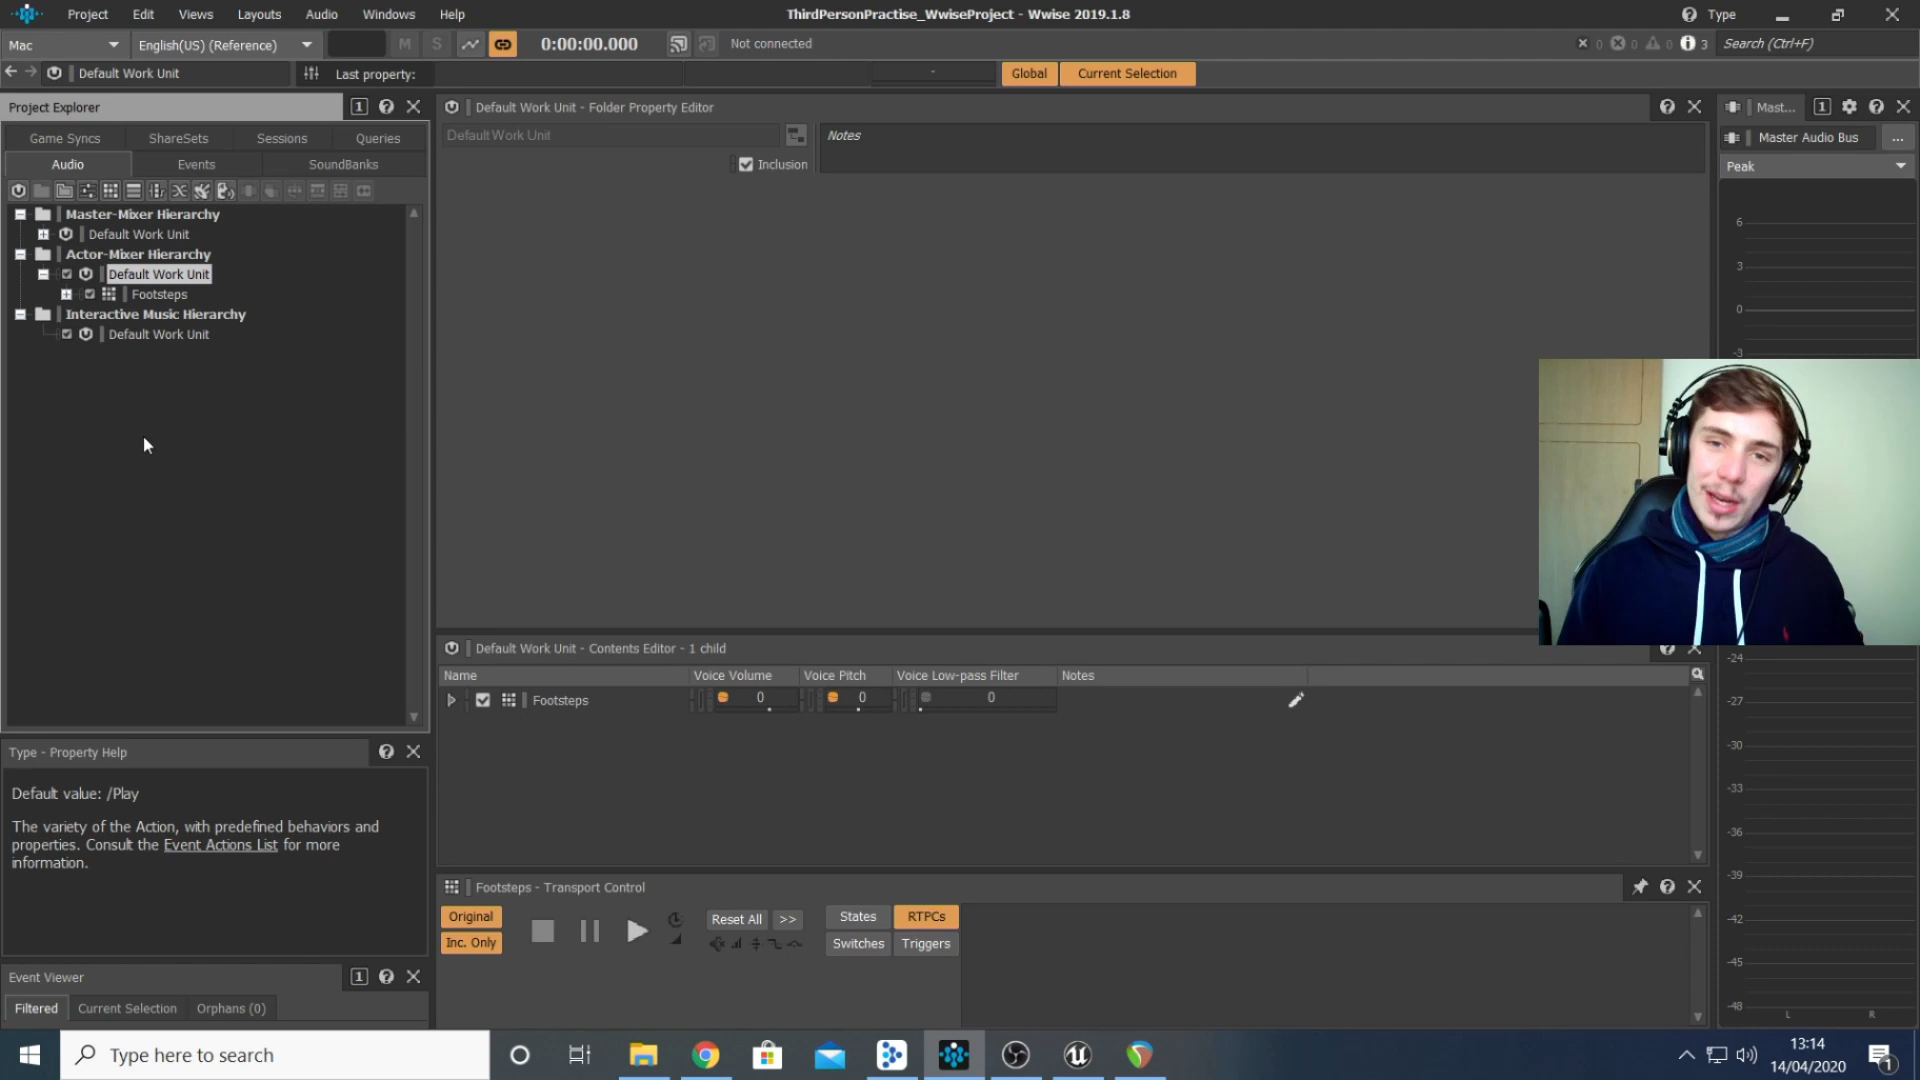 Project Edit Views Layouts Audio Windows Help ThirdPersonPractise_WwiseProject - Wwise 2019.1.8 Type
Mac English(US) (Reference) M S 0:00:00.000 Not connected 0 0 0 3 Search (Ctrl+F)
Default Work Unit Last property: - Global Current Selection
Project Explorer 1
Game Syncs ShareSets Sessions Queries
Audio Events SoundBanks
Master-Mixer Hierarchy
Default Work Unit
Actor-Mixer Hierarchy
Default Work Unit
Footsteps
Interactive Music Hierarchy
Default Work Unit
Default Work Unit - Folder Property Editor
Default Work Unit Notes
Inclusion
Mast... 1
Master Audio Bus ...
Peak
6
3
0
-3
-24
-27
-30
-33
-36
-39
-42
-45
-48
L R
Default Work Unit - Contents Editor - 1 child
Name Voice Volume Voice Pitch Voice Low-pass Filter Notes
Footsteps 0 0 0
Type - Property Help
Default value: /Play
The variety of the Action, with predefined behaviors and
properties. Consult the Event Actions List for more
information.
Footsteps - Transport Control
Original Reset All >> States RTPCs
Inc. Only Switches Triggers
Event Viewer 1
Filtered Current Selection Orphans (0)
Type here to search
13:14
14/04/2020
1